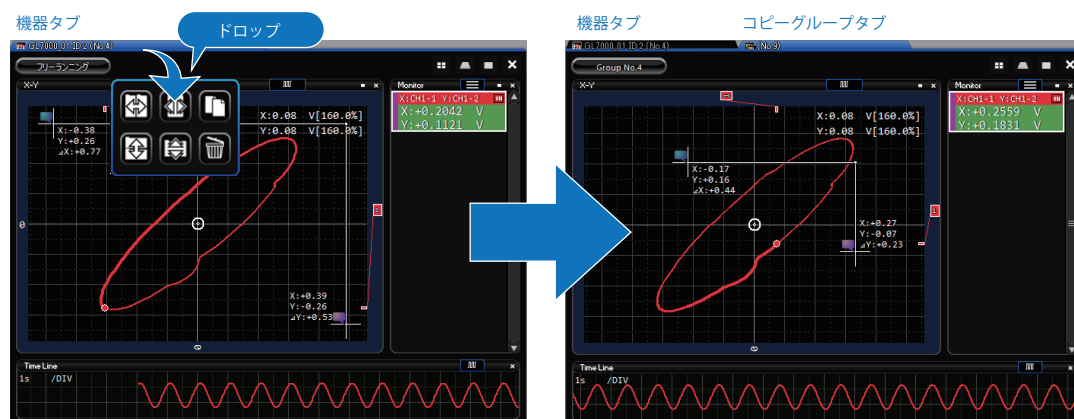 機器タブ
ドロップ
GL7000_01 ID:2 (No.4)
フリーランニング
X-Y
X:-0.38
Y:+0.26
⊿X:+0.77
X:0.08 V[160.0%]
Y:0.08 V[160.0%]
0
1
X:+0.39
Y:-0.26
⊿Y:+0.53
0
Monitor
X:CH1-1 Y:CH1-2
X:+0.2042 V
Y:+0.1121 V
Time Line
1s /DIV
機器タブ
コピーグループタブ
GL7000_01 ID:2 (No.4)
(No.9)
Group No.4
X-Y
X:0.08 V[160.0%]
Y:0.08 V[160.0%]
X:-0.17
Y:+0.16
⊿X:+0.44
X:+0.27
Y:-0.07
⊿Y:+0.23
1
0
Monitor
X:CH1-1 Y:CH1-2
X:+0.2559 V
Y:+0.1831 V
Time Line
1s /DIV